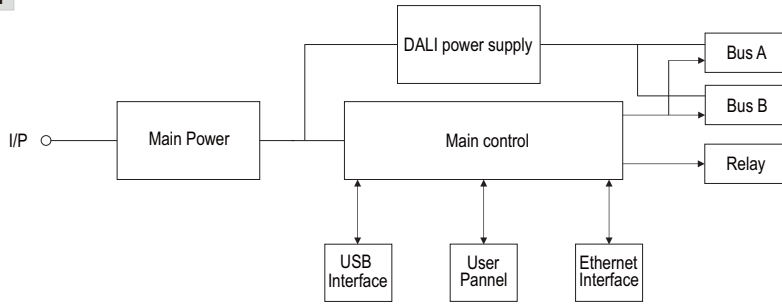 DALI power supply
Bus A
Bus B
I/P
Main Power
Main control
Relay
USB
Interface
User
Pannel
Ethernet
Interface